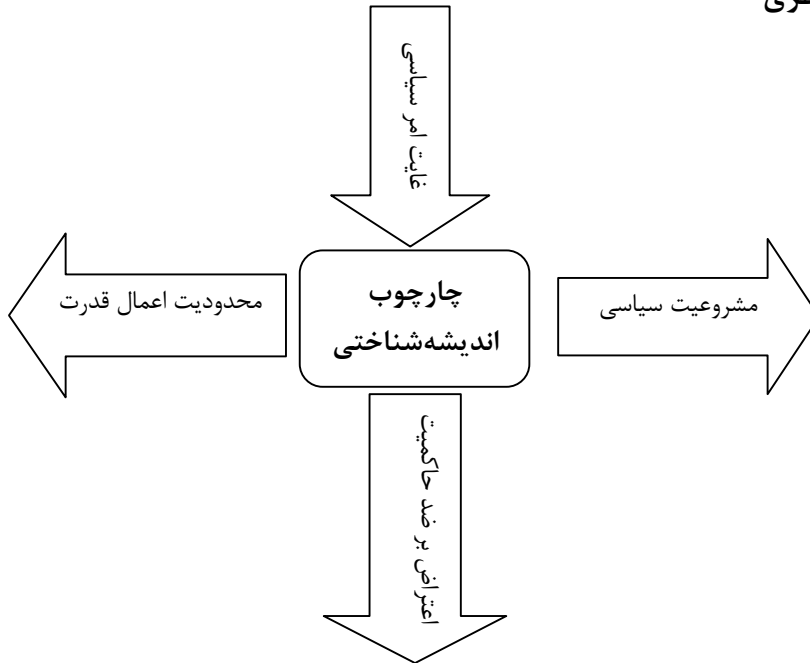 غایت امر سیاسی
چارچوب
اندیشه‌شناختی
مشروعیت سیاسی
محدودیت اعمال قدرت
اعتراض بر ضد حاکمیت